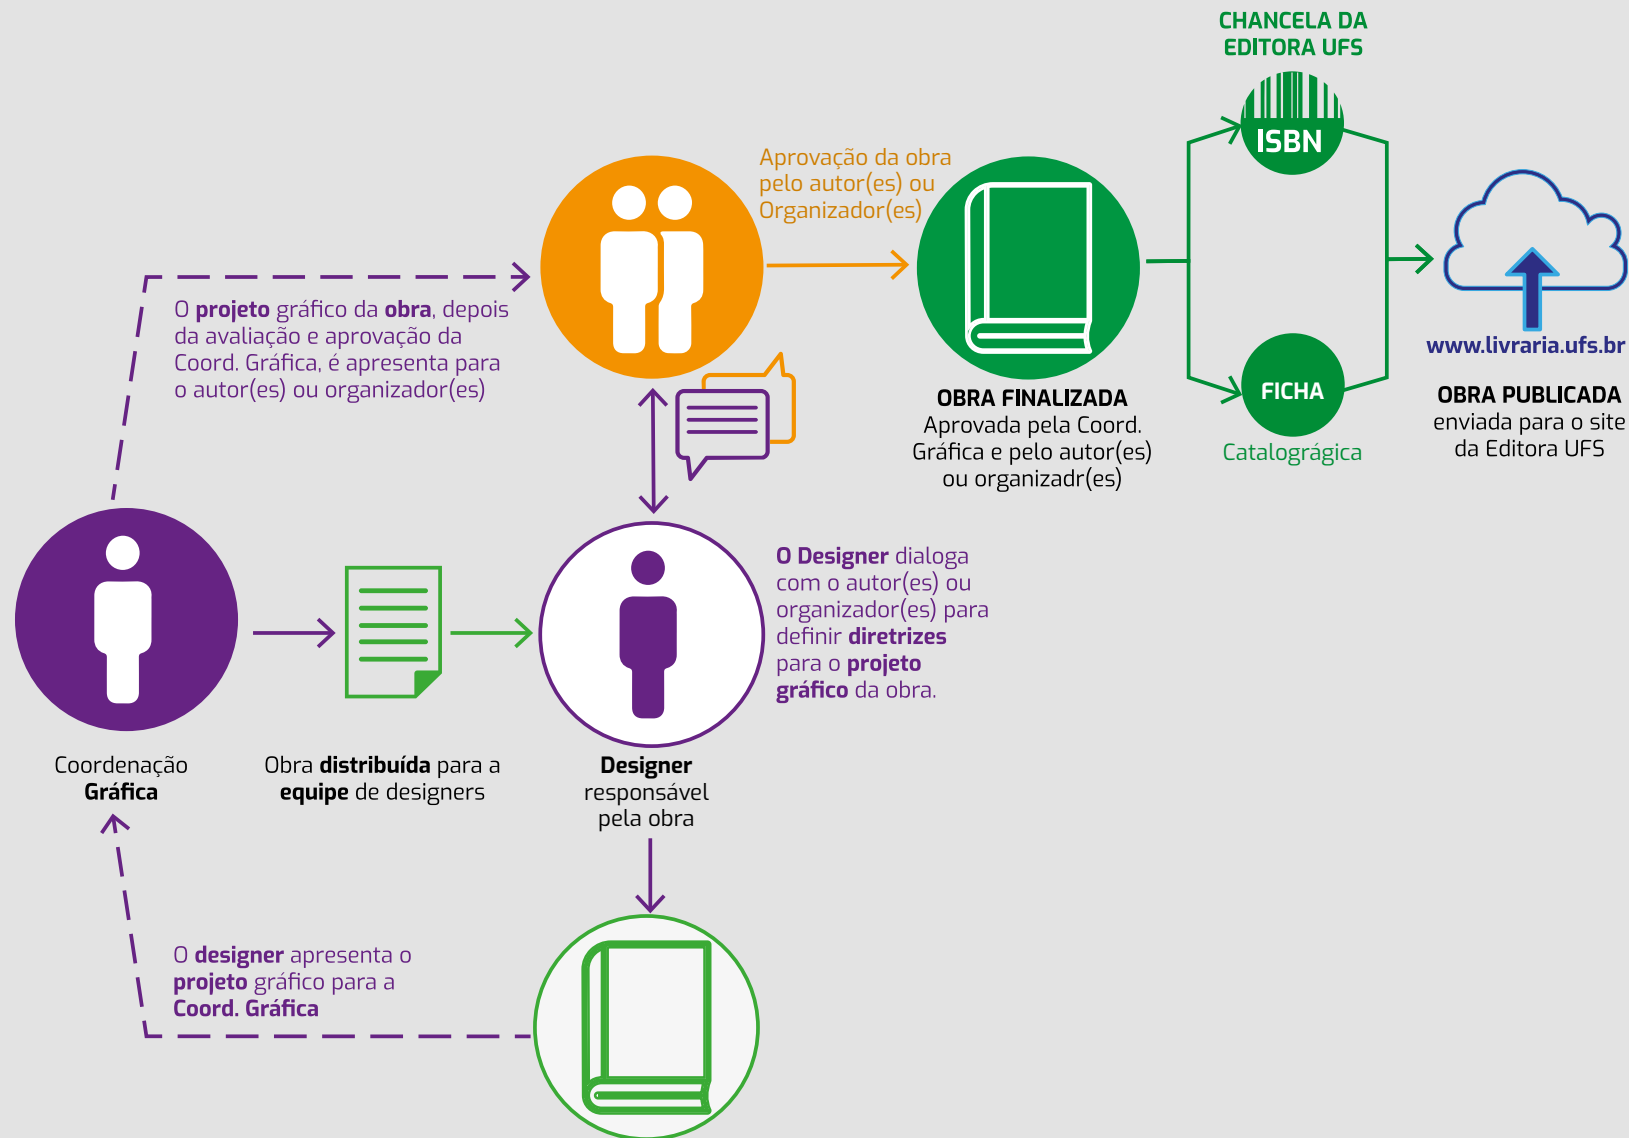 CHANCELA DA
EDITORA UFS
ISBN
Aprovação da obra
pelo autor(es) ou
Organizador(es)
O projeto gráfico da obra, depois
da avaliação e aprovação da
Coord. Gráfica, é apresenta para
o autor(es) ou organizador(es)
www.livraria.ufs.br
OBRA PUBLICADA
enviada para o site
da Editora UFS
FICHA
Catalográgica
OBRA FINALIZADA
Aprovada pela Coord.
Gráfica e pelo autor(es)
ou organizadr(es)
O Designer dialoga
com o autor(es) ou
organizador(es) para
definir diretrizes
para o projeto
gráfico da obra.
Coordenação
Gráfica
Obra distribuída para a
equipe de designers
Designer
responsável
pela obra
O designer apresenta o
projeto gráfico para a
Coord. Gráfica